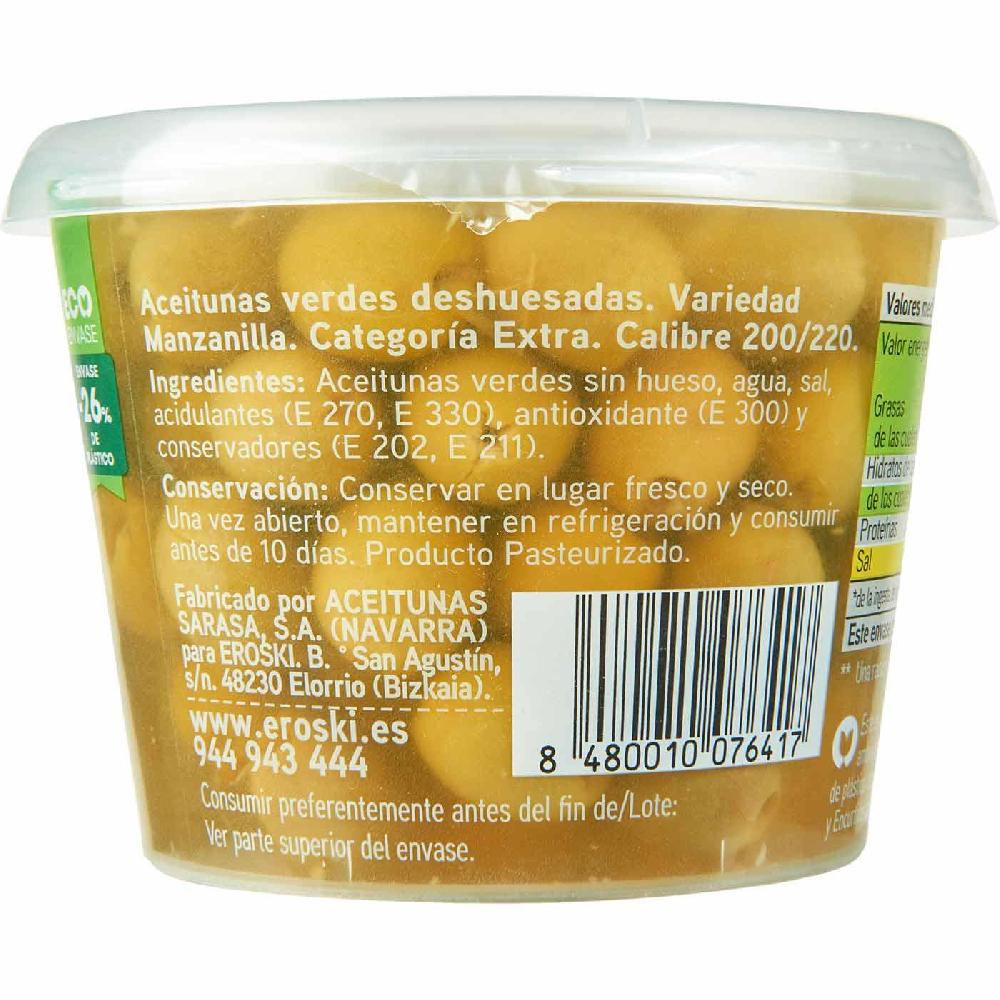 ECO
ENVASE
ENVASE
-26%
DE
PLÁSTICO
Aceitunas verdes deshuesadas. Variedad
Manzanilla. Categoría Extra. Calibre 200/220.
Ingredientes: Aceitunas verdes sin hueso, agua, sal,
acidulantes (E 270, E 330), antioxidante (E 300) y
conservadores (E 202, E 211).
Conservación: Conservar en lugar fresco y seco.
Una vez abierto, mantener en refrigeración y consumir
antes de 10 días. Producto Pasteurizado.
Fabricado por ACEITUNAS
SARASA, S.A. (NAVARRA)
para EROSKI. B.º San Agustín,
s/n. 48230 Elorrio (Bizkaia).
www.eroski.es
944 943 444
Consumir preferentemente antes del fin de/Lote:
Ver parte superior del envase.
8 480010 076417
Valores
Valor
Grasas
de las
Hidratos
de los
Proteínas
Sal
*de la
Este
** Una
de
y